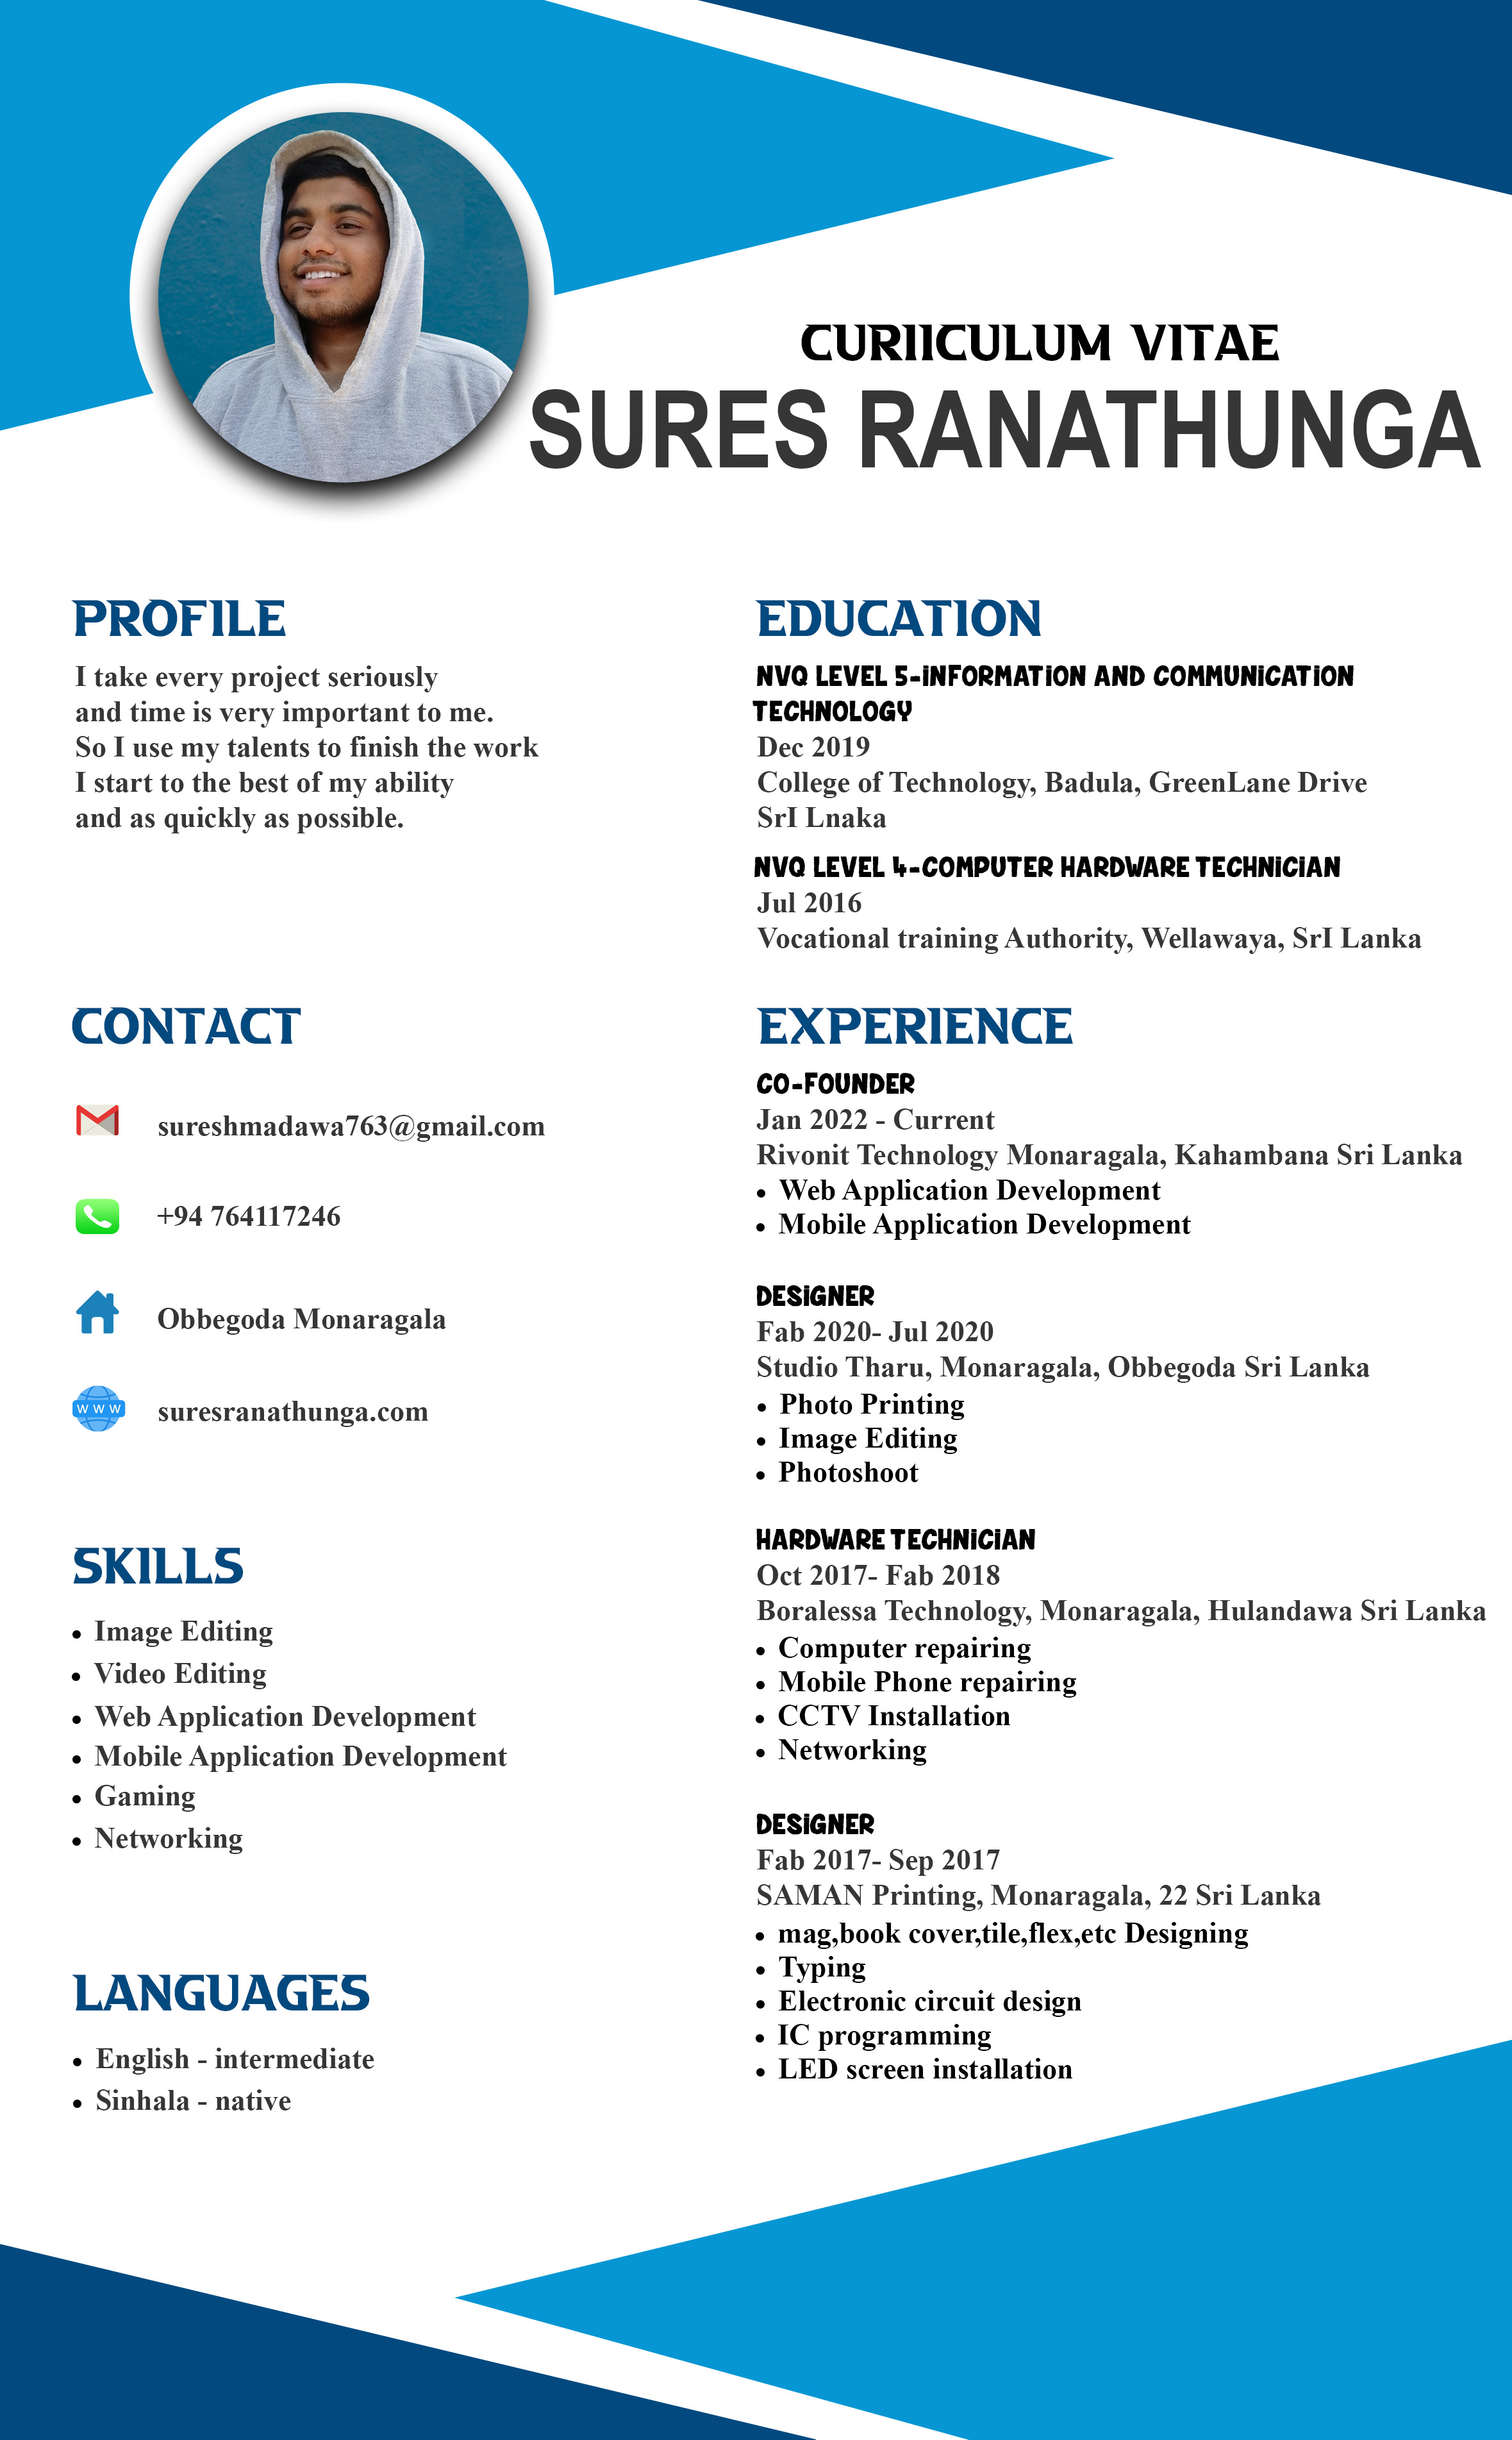 CURIICULUM VITAE
SURES RANATHUNGA
PROFILE
I take every project seriously
and time is very important to me.
So I use my talents to finish the work
I start to the best of my ability
and as quickly as possible.
CONTACT
sureshmadawa763@gmail.com
+94 764117246
Obbegoda Monaragala
WWW
suresranathunga.com
SKILLS
• Image Editing
• Video Editing
• Web Application Development
• Mobile Application Development
• Gaming
• Networking
LANGUAGES
• English - intermediate
• Sinhala - native
EDUCATION
NVQ LEVEL 5-iNFORMATiON AND COMMUNiCATiON
TECHNOLOGY
Dec 2019
College of Technology, Badula, GreenLane Drive
SrI Lnaka
NVQ LEVEL 4-COMPUTER HARDWARE TECHNiCiAN
Jul 2016
Vocational training Authority, Wellawaya, SrI Lanka
EXPERIENCE
CO-FOUNDER
Jan 2022 - Current
Rivonit Technology Monaragala, Kahambana Sri Lanka
• Web Application Development
• Mobile Application Development
DESiGNER
Fab 2020- Jul 2020
Studio Tharu, Monaragala, Obbegoda Sri Lanka
• Photo Printing
• Image Editing
• Photoshoot
HARDWARE TECHNiCiAN
Oct 2017- Fab 2018
Boralessa Technology, Monaragala, Hulandawa Sri Lanka
• Computer repairing
• Mobile Phone repairing
• CCTV Installation
• Networking
DESiGNER
Fab 2017- Sep 2017
SAMAN Printing, Monaragala, 22 Sri Lanka
• mag,book cover,tile,flex,etc Designing
• Typing
• Electronic circuit design
• IC programming
• LED screen installation